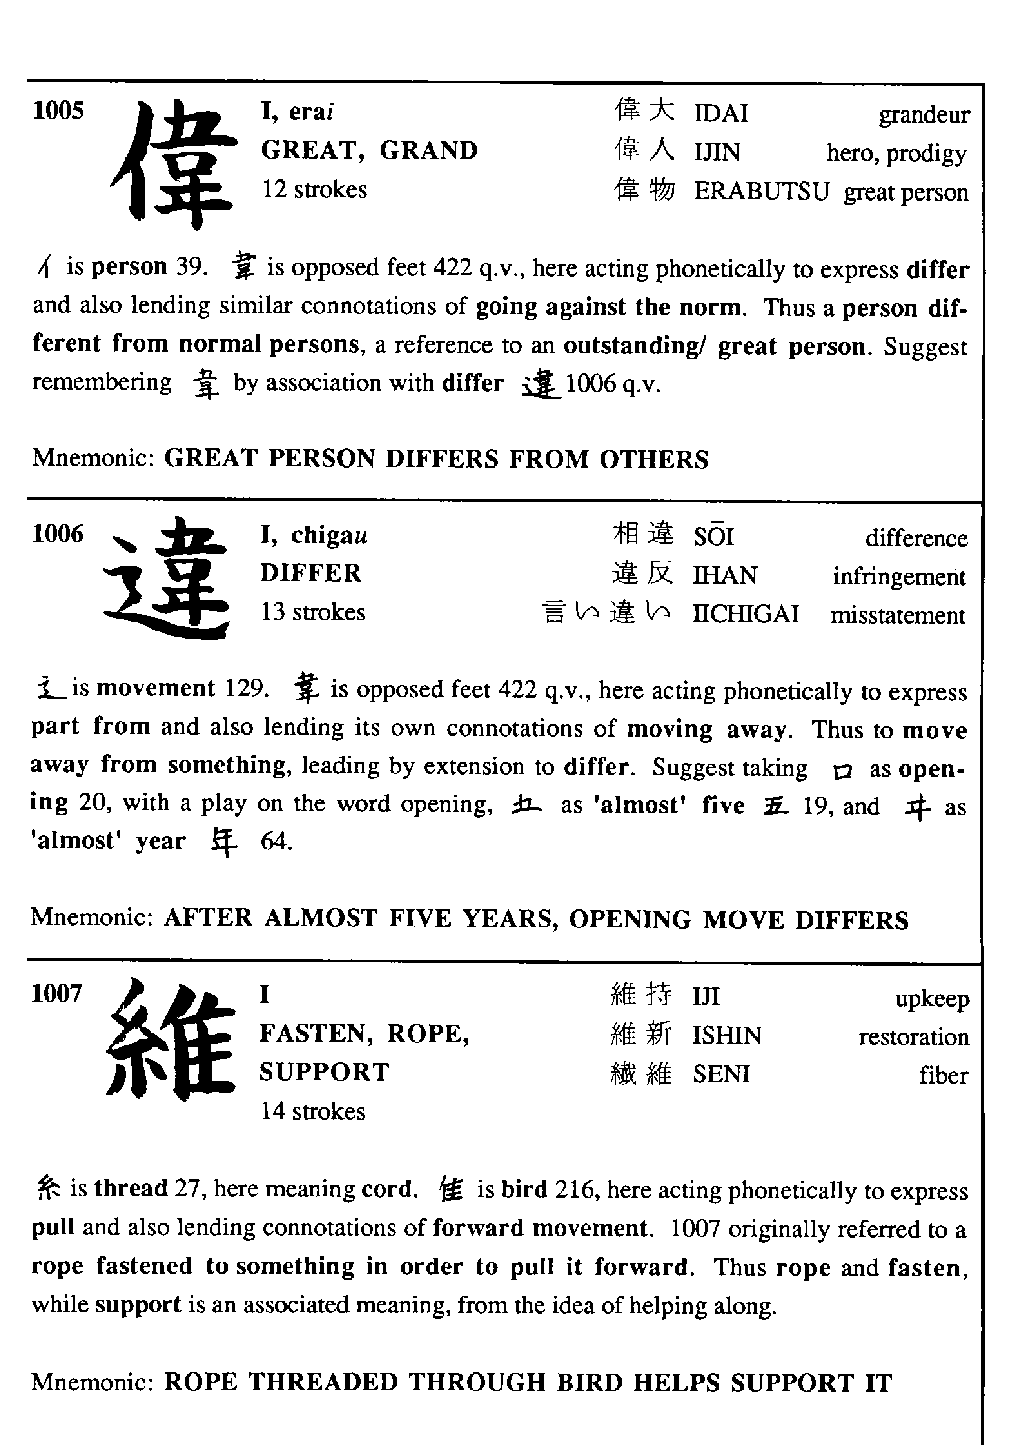 1005 偉 I, erai 偉大 IDAI grandeur
GREAT, GRAND 偉人 IJIN hero, prodigy
12 strokes 偉物 ERABUTSU great person
亻 is person 39. 韋 is opposed feet 422 q.v., here acting phonetically to express differ
and also lending similar connotations of going against the norm. Thus a person dif-
ferent from normal persons, a reference to an outstanding/ great person. Suggest
remembering 韋 by association with differ 違 1006 q.v.
Mnemonic: GREAT PERSON DIFFERS FROM OTHERS
1006 違 I, chigau 相違 SŌI difference
DIFFER 違反 IHAN infringement
13 strokes 言い違い IICHIGAI misstatement
辶 is movement 129. 韋 is opposed feet 422 q.v., here acting phonetically to express
part from and also lending its own connotations of moving away. Thus to move
away from something, leading by extension to differ. Suggest taking 口 as open-
ing 20, with a play on the word opening, as 'almost' five 五 19, and as
'almost' year 年 64.
Mnemonic: AFTER ALMOST FIVE YEARS, OPENING MOVE DIFFERS
1007 維 I 維持 IJI upkeep
FASTEN, ROPE, 維新 ISHIN restoration
SUPPORT 繊維 SENI fiber
14 strokes
糸 is thread 27, here meaning cord. 隹 is bird 216, here acting phonetically to express
pull and also lending connotations of forward movement. 1007 originally referred to a
rope fastened to something in order to pull it forward. Thus rope and fasten,
while support is an associated meaning, from the idea of helping along.
Mnemonic: ROPE THREADED THROUGH BIRD HELPS SUPPORT IT